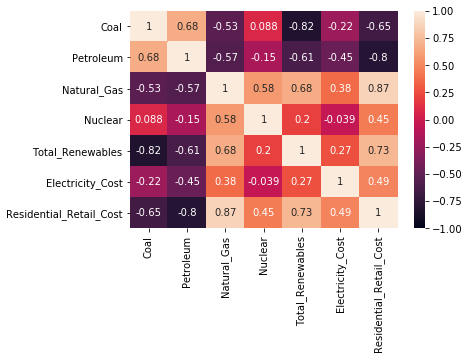 Coal 1 0.68 -0.53 0.088 -0.82 -0.22 -0.65
Petroleum 0.68 1 -0.57 -0.15 -0.61 -0.45 -0.8
Natural_Gas -0.53 -0.57 1 0.58 0.68 0.38 0.87
Nuclear 0.088 -0.15 0.58 1 0.2 -0.039 0.45
Total_Renewables -0.82 -0.61 0.68 0.2 1 0.27 0.73
Electricity_Cost -0.22 -0.45 0.38 -0.039 0.27 1 0.49
Residential_Retail_Cost -0.65 -0.8 0.87 0.45 0.73 0.49 1
Coal
Petroleum
Natural_Gas
Nuclear
Total_Renewables
Electricity_Cost
Residential_Retail_Cost
1.00
0.75
0.50
0.25
0.00
−0.25
−0.50
−0.75
−1.00